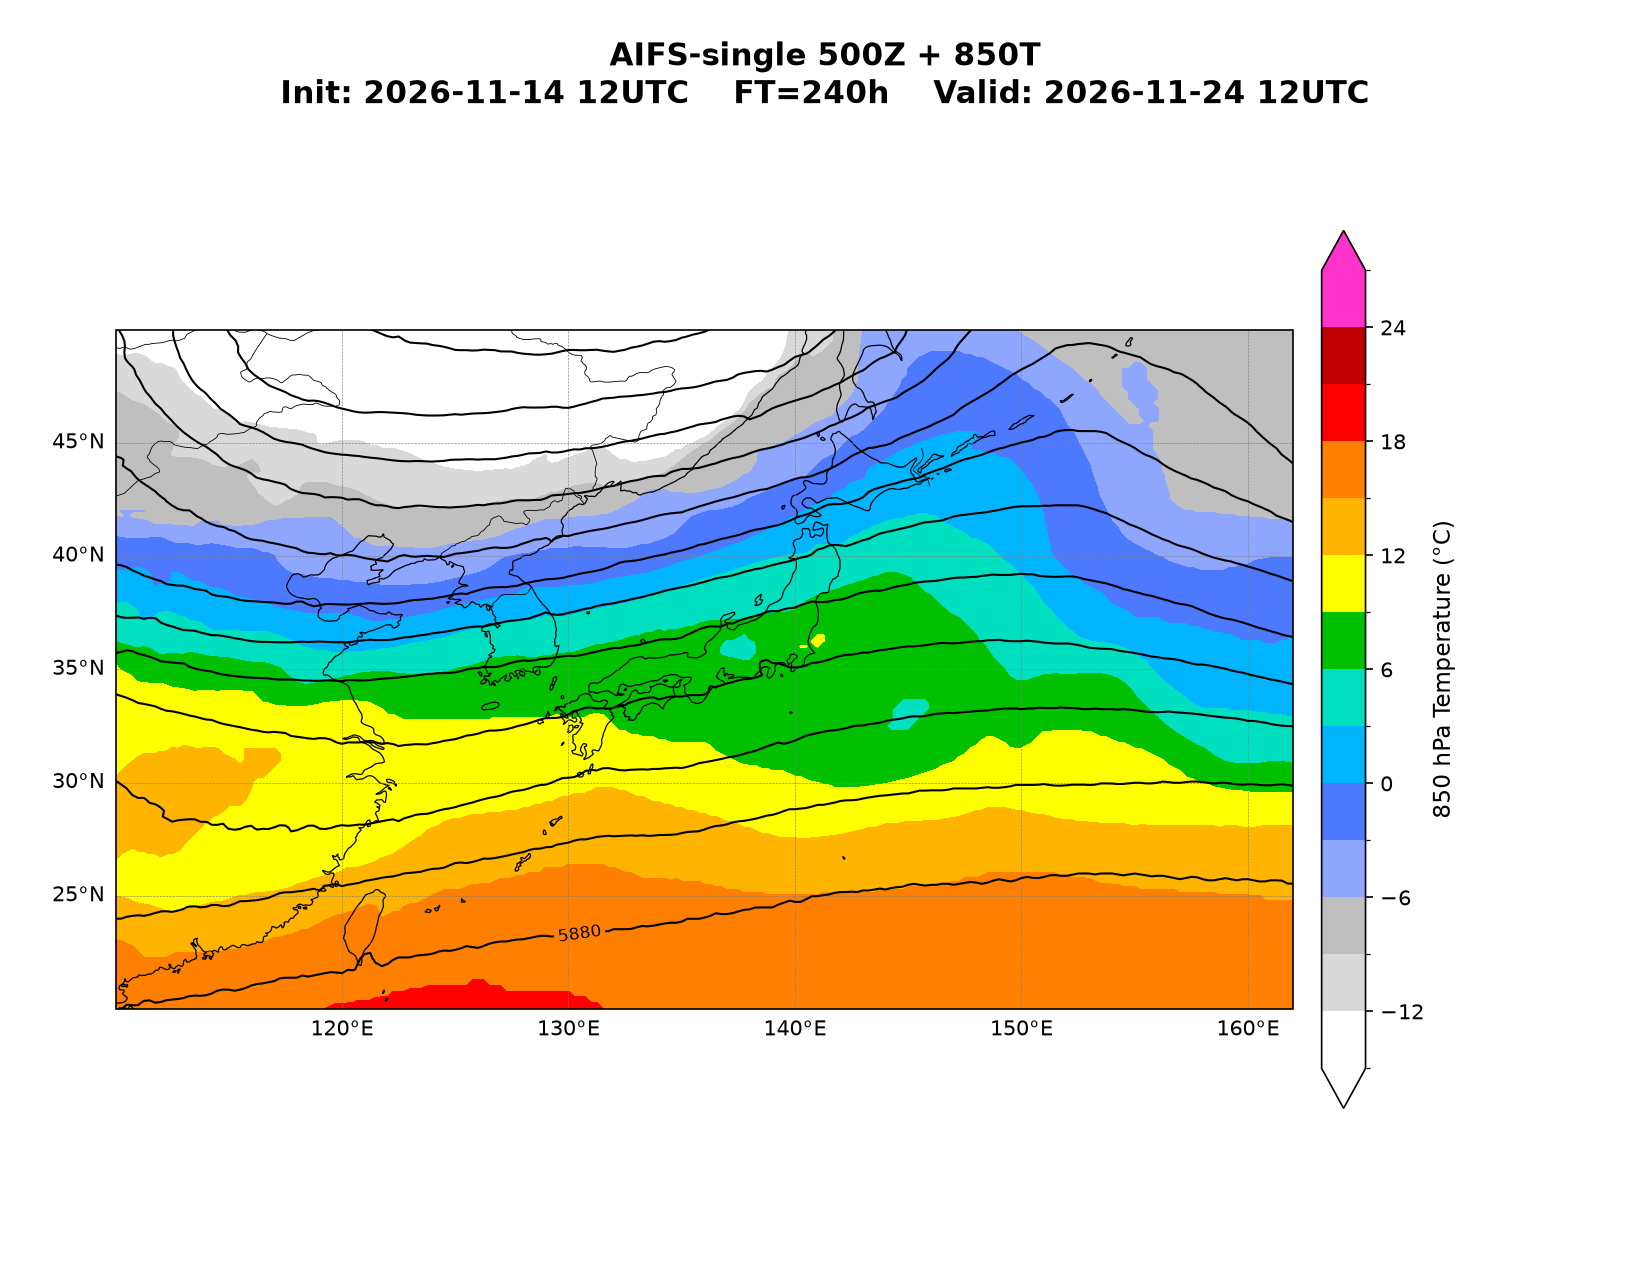 AIFS-single 500Z + 850T
Init: 2026-11-14 12UTC    FT=240h    Valid: 2026-11-24 12UTC
45°N
40°N
35°N
30°N
25°N
5880
120°E
130°E
140°E
150°E
160°E
24
18
12
6
0
−6
−12
850 hPa Temperature (°C)